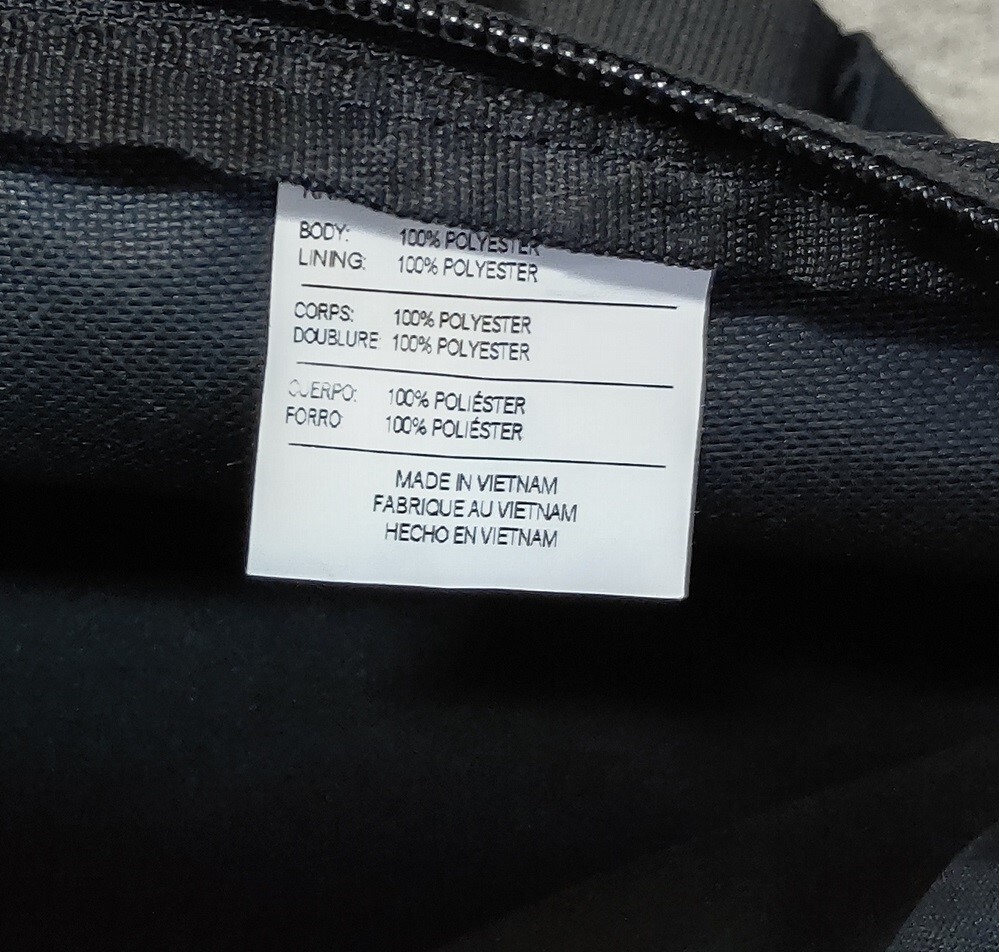 BODY: 100% POLYESTER
LINING: 100% POLYESTER
CORPS: 100% POLYESTER
DOUBLURE: 100% POLYESTER
CUERPO: 100% POLIÉSTER
FORRO 100% POLIÉSTER
MADE IN VIETNAM
FABRIQUE AU VIETNAM
HECHO EN VIETNAM